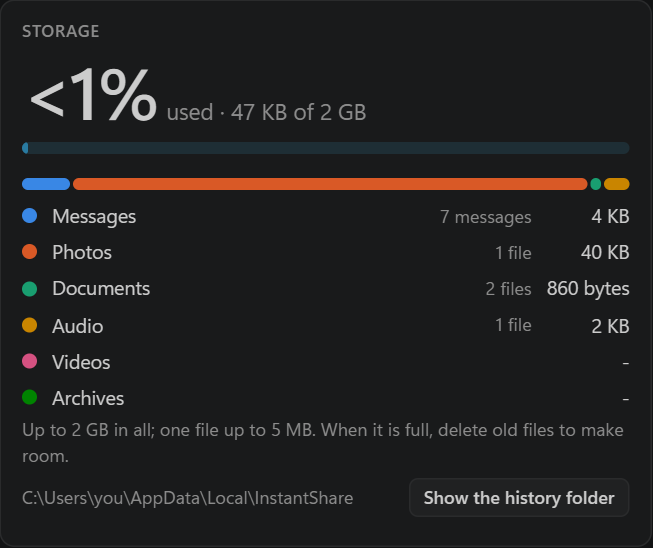 STORAGE
<1% used · 47 KB of 2 GB
Messages 7 messages 4 KB
Photos 1 file 40 KB
Documents 2 files 860 bytes
Audio 1 file 2 KB
Videos -
Archives -
Up to 2 GB in all; one file up to 5 MB. When it is full, delete old files to make
room.
C:\Users\you\AppData\Local\InstantShare Show the history folder